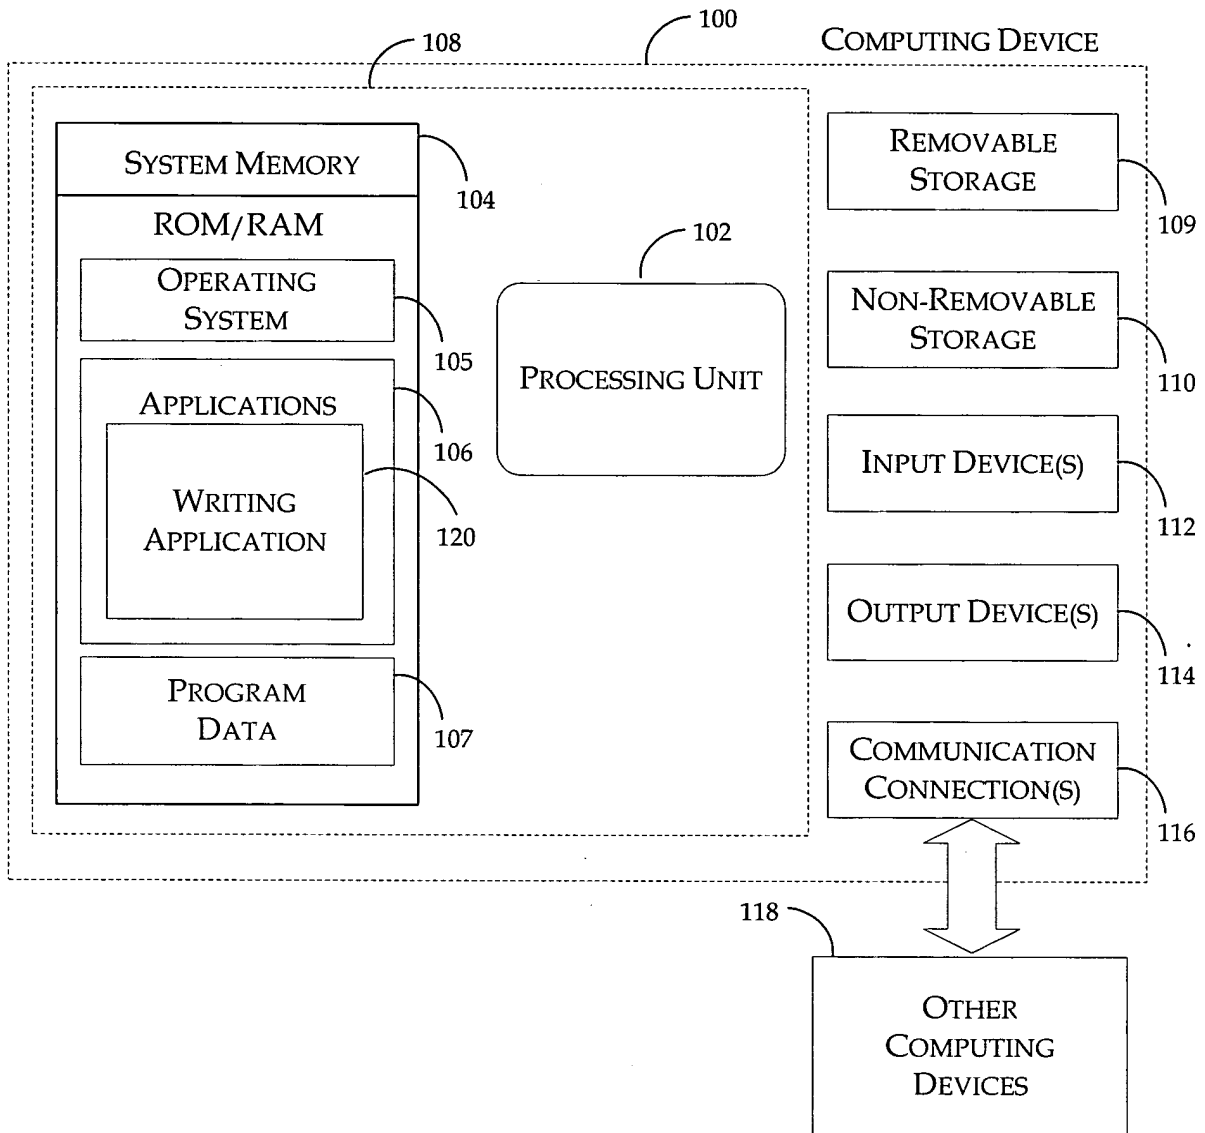 100
COMPUTING DEVICE
108
SYSTEM MEMORY
104
ROM/RAM
OPERATING
SYSTEM
105
APPLICATIONS
106
WRITING
APPLICATION
120
PROGRAM
DATA
107
102
PROCESSING UNIT
REMOVABLE
STORAGE
109
NON-REMOVABLE
STORAGE
110
INPUT DEVICE(S)
112
OUTPUT DEVICE(S)
114
COMMUNICATION
CONNECTION(S)
116
118
OTHER
COMPUTING
DEVICES